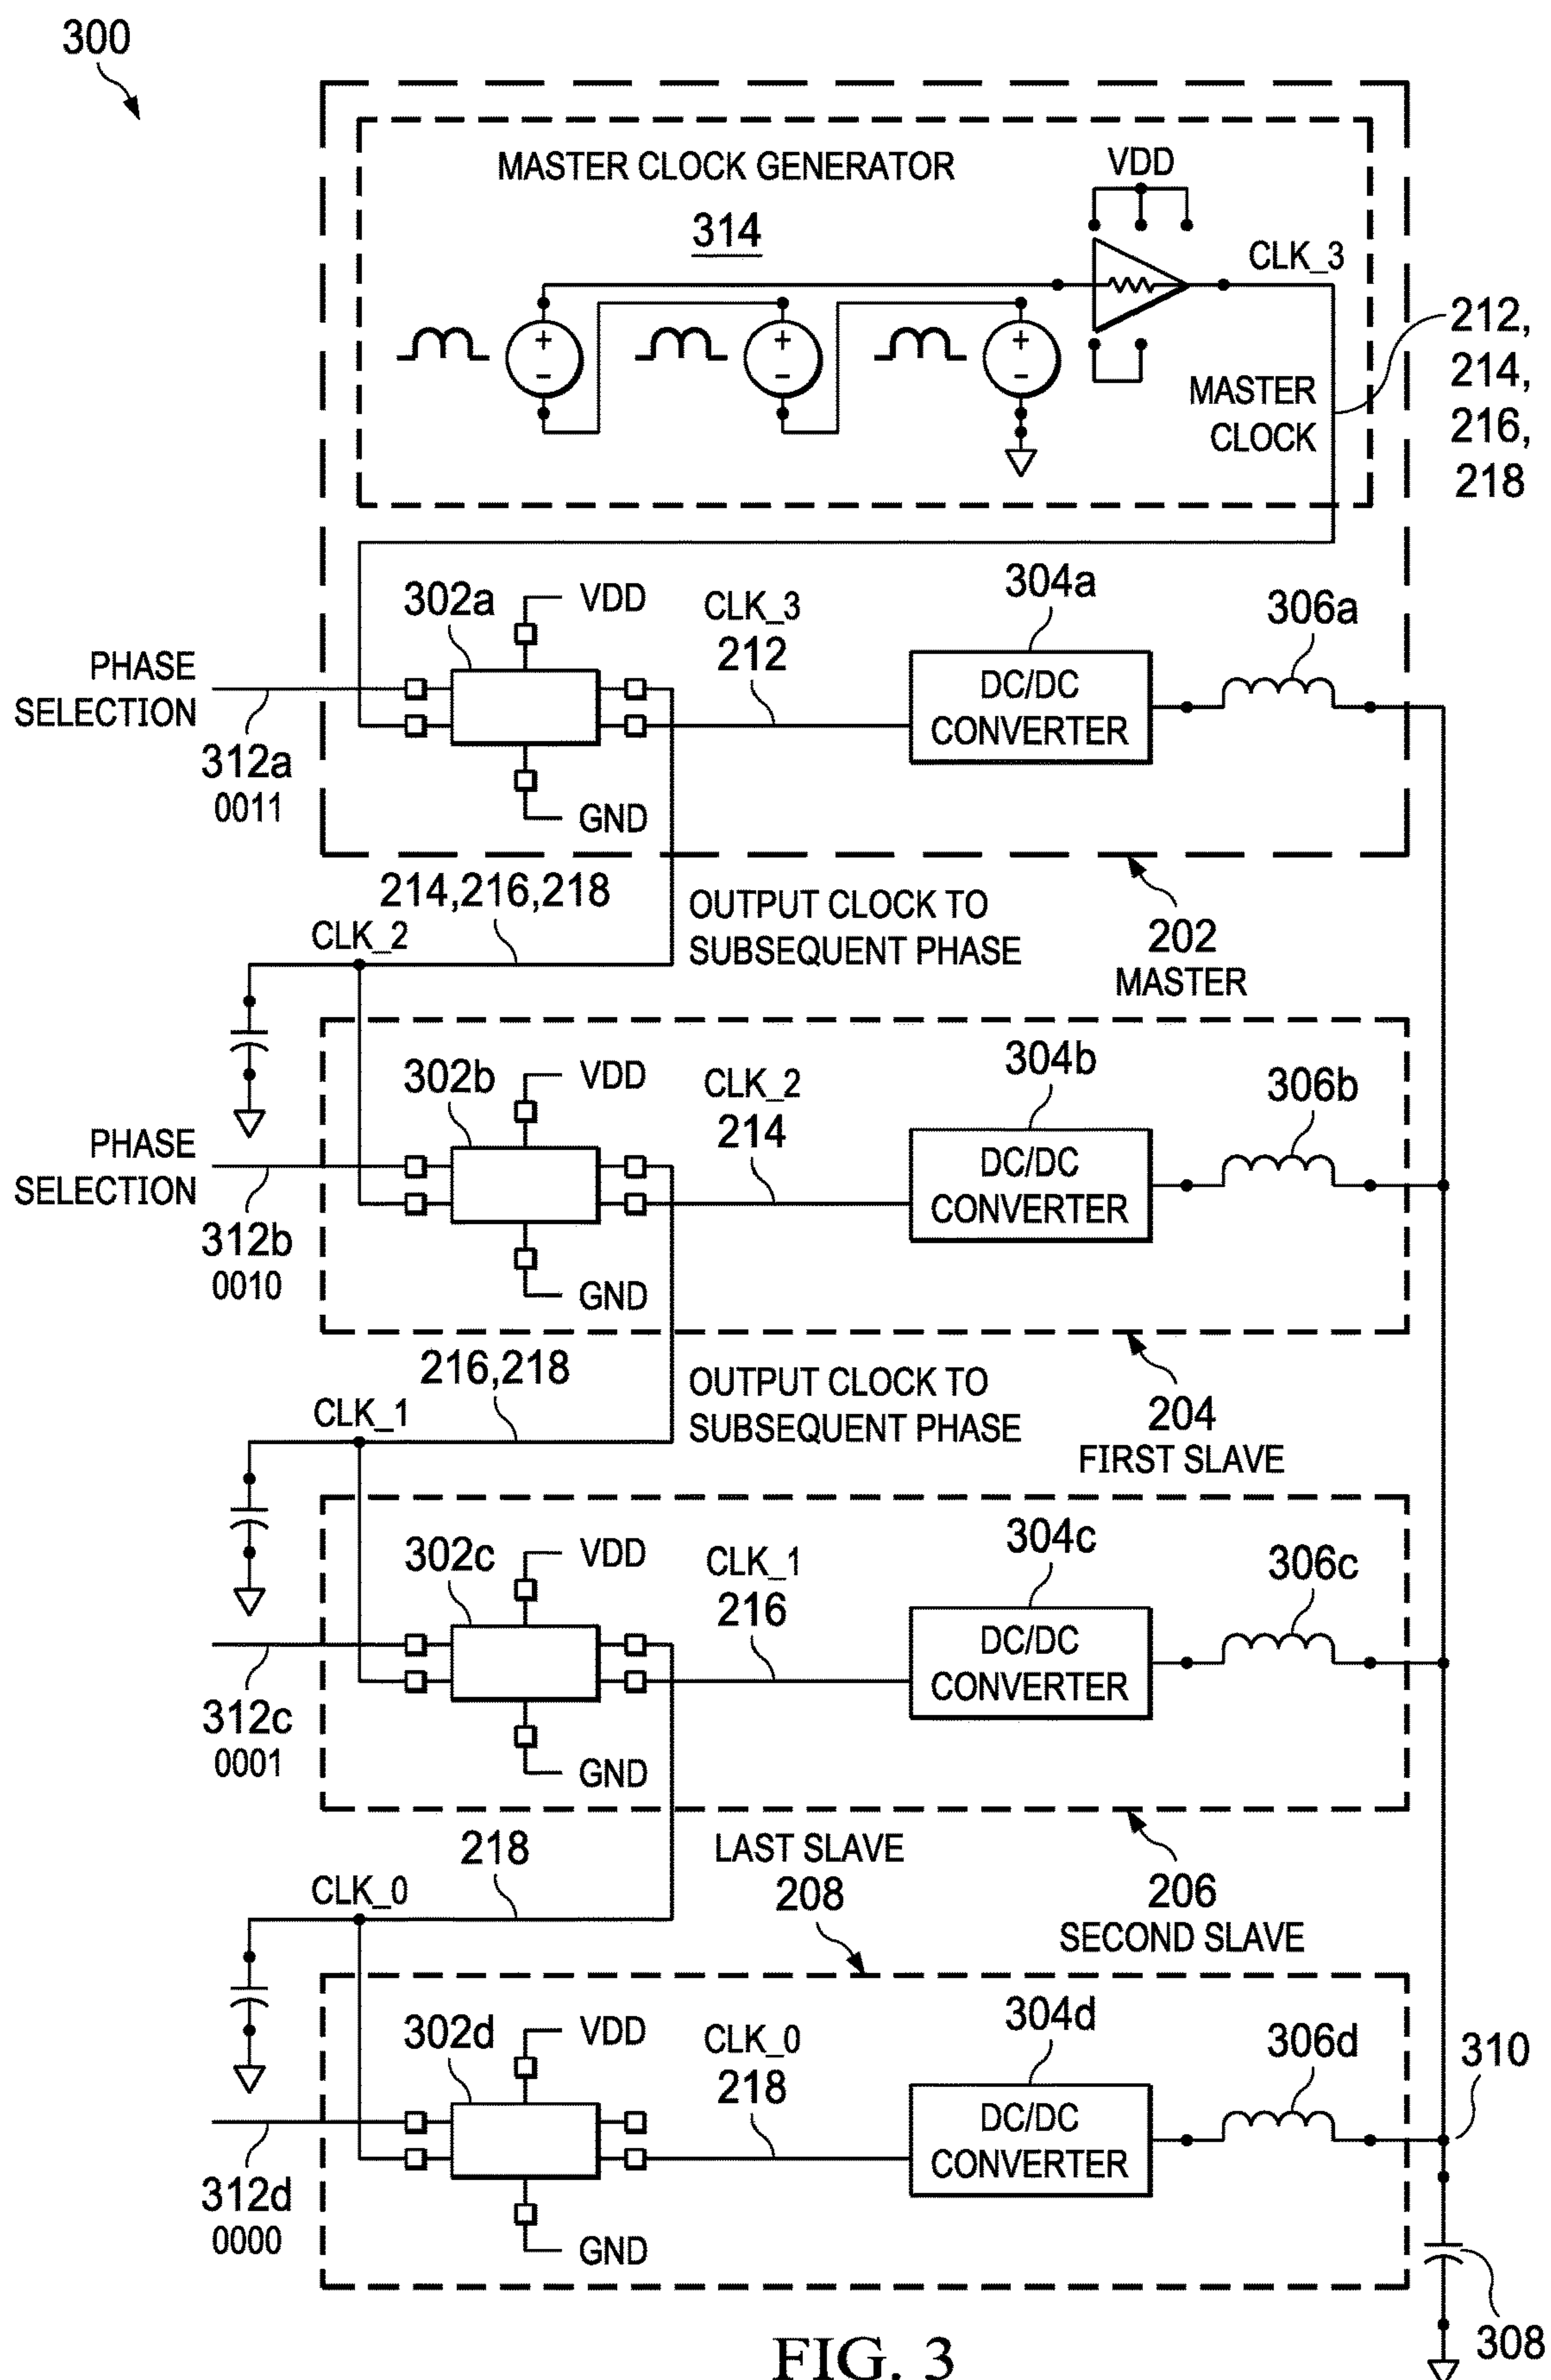 300
MASTER CLOCK GENERATOR
314
VDD
CLK_3
+
-
+
-
+
-
MASTER
CLOCK
212,
214,
216,
218
302a
VDD
CLK_3
212
304a
306a
PHASE
SELECTION
DC/DC
CONVERTER
312a
0011
GND
214,216,218
OUTPUT CLOCK TO
SUBSEQUENT PHASE
CLK_2
202
MASTER
302b
VDD
CLK_2
214
304b
306b
PHASE
SELECTION
DC/DC
CONVERTER
312b
0010
GND
216,218
OUTPUT CLOCK TO
SUBSEQUENT PHASE
CLK_1
204
FIRST SLAVE
302c
VDD
CLK_1
216
304c
306c
DC/DC
CONVERTER
312c
0001
GND
218
LAST SLAVE
208
CLK_0
206
SECOND SLAVE
302d
VDD
CLK_0
218
304d
306d
310
DC/DC
CONVERTER
312d
0000
GND
308
FIG. 3